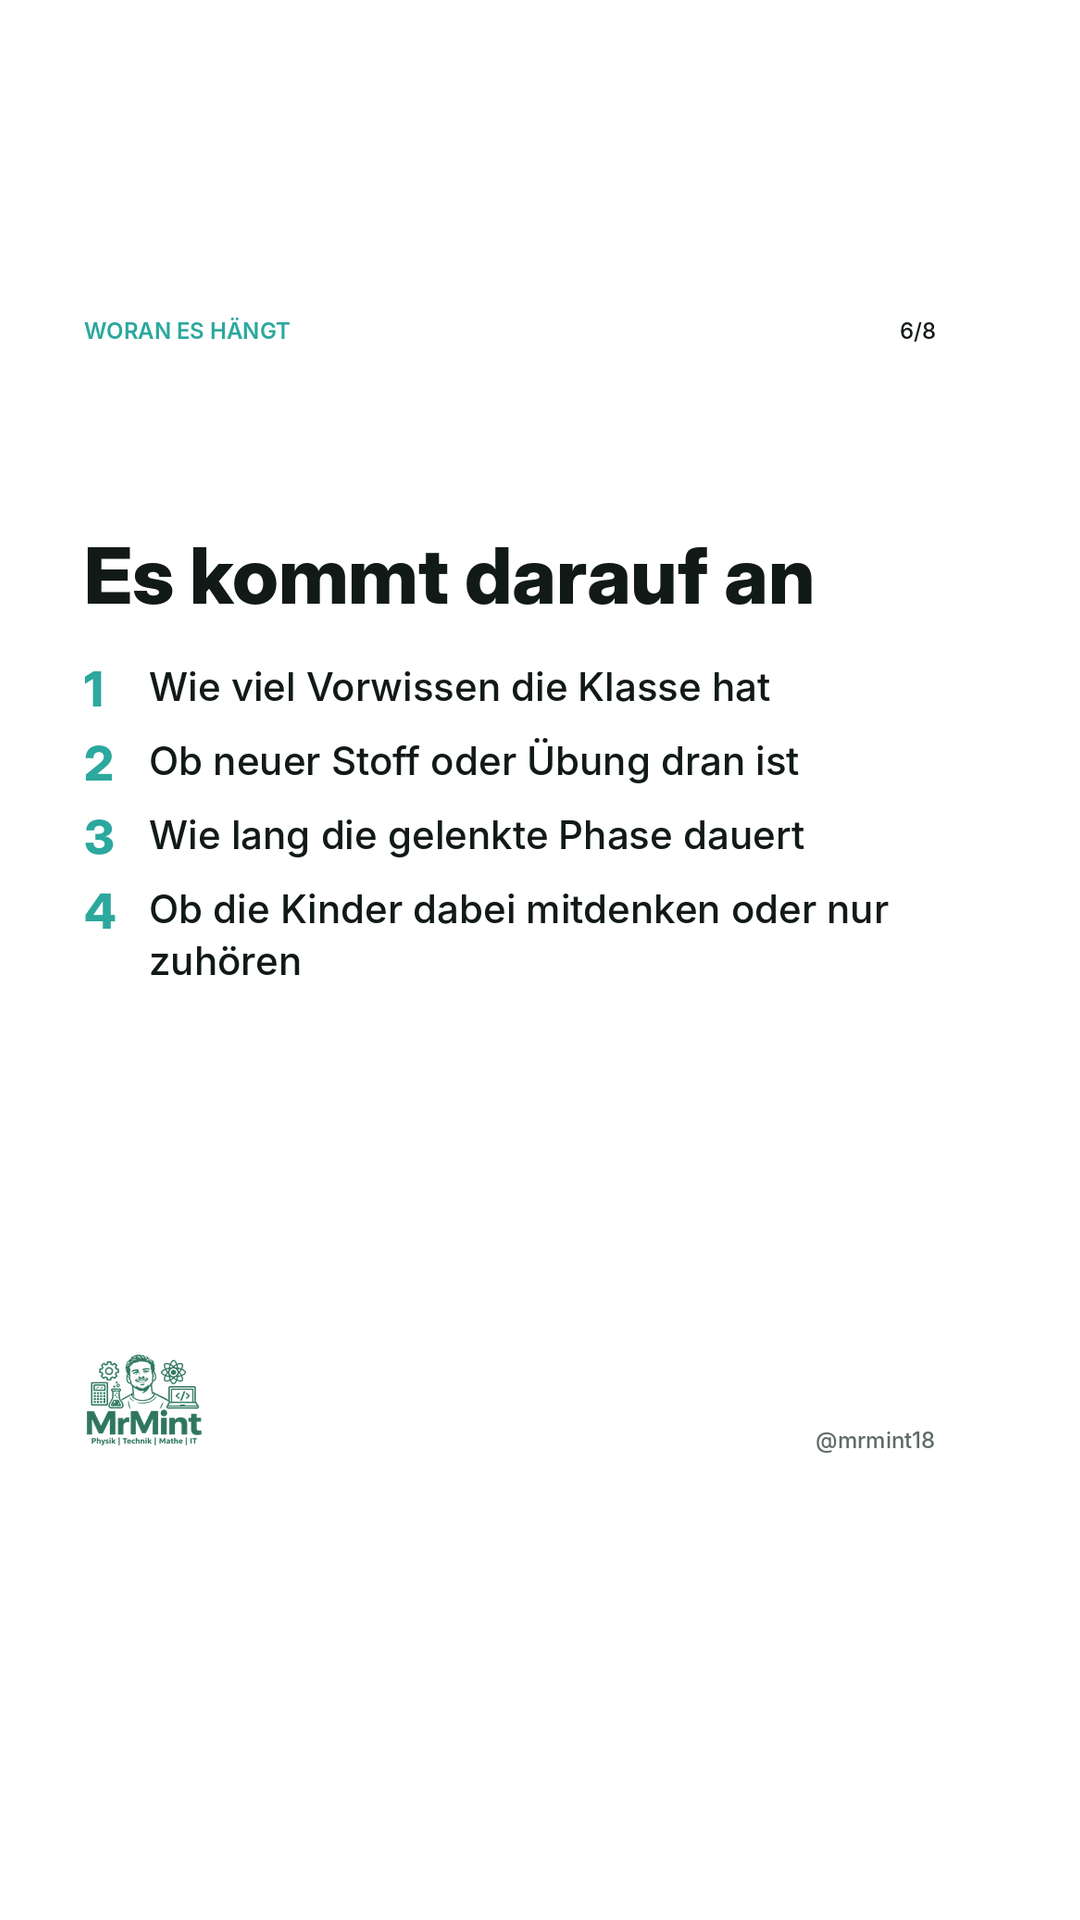 WORAN ES HÄNGT
6/8
Es kommt darauf an
1 Wie viel Vorwissen die Klasse hat
2 Ob neuer Stoff oder Übung dran ist
3 Wie lang die gelenkte Phase dauert
4 Ob die Kinder dabei mitdenken oder nur
zuhören
</>
MrMint
Physik | Technik | Mathe | IT
@mrmint18